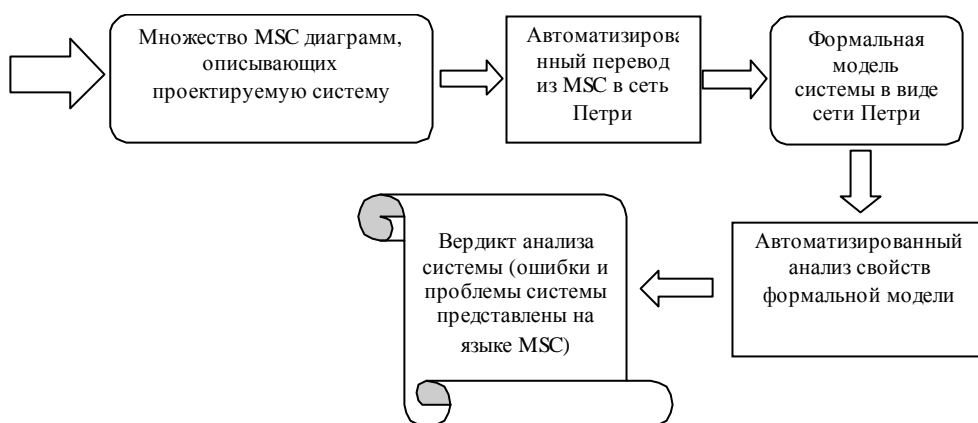 Множество MSC диаграмм,
описывающих
проектируемую систему
Автоматизирова
нный перевод
из MSC в сеть
Петри
Формальная
модель
системы в виде
сети Петри
Автоматизированный
анализ свойств
формальной модели
Вердикт анализа
системы (ошибки и
проблемы системы
представлены на
языке MSC)